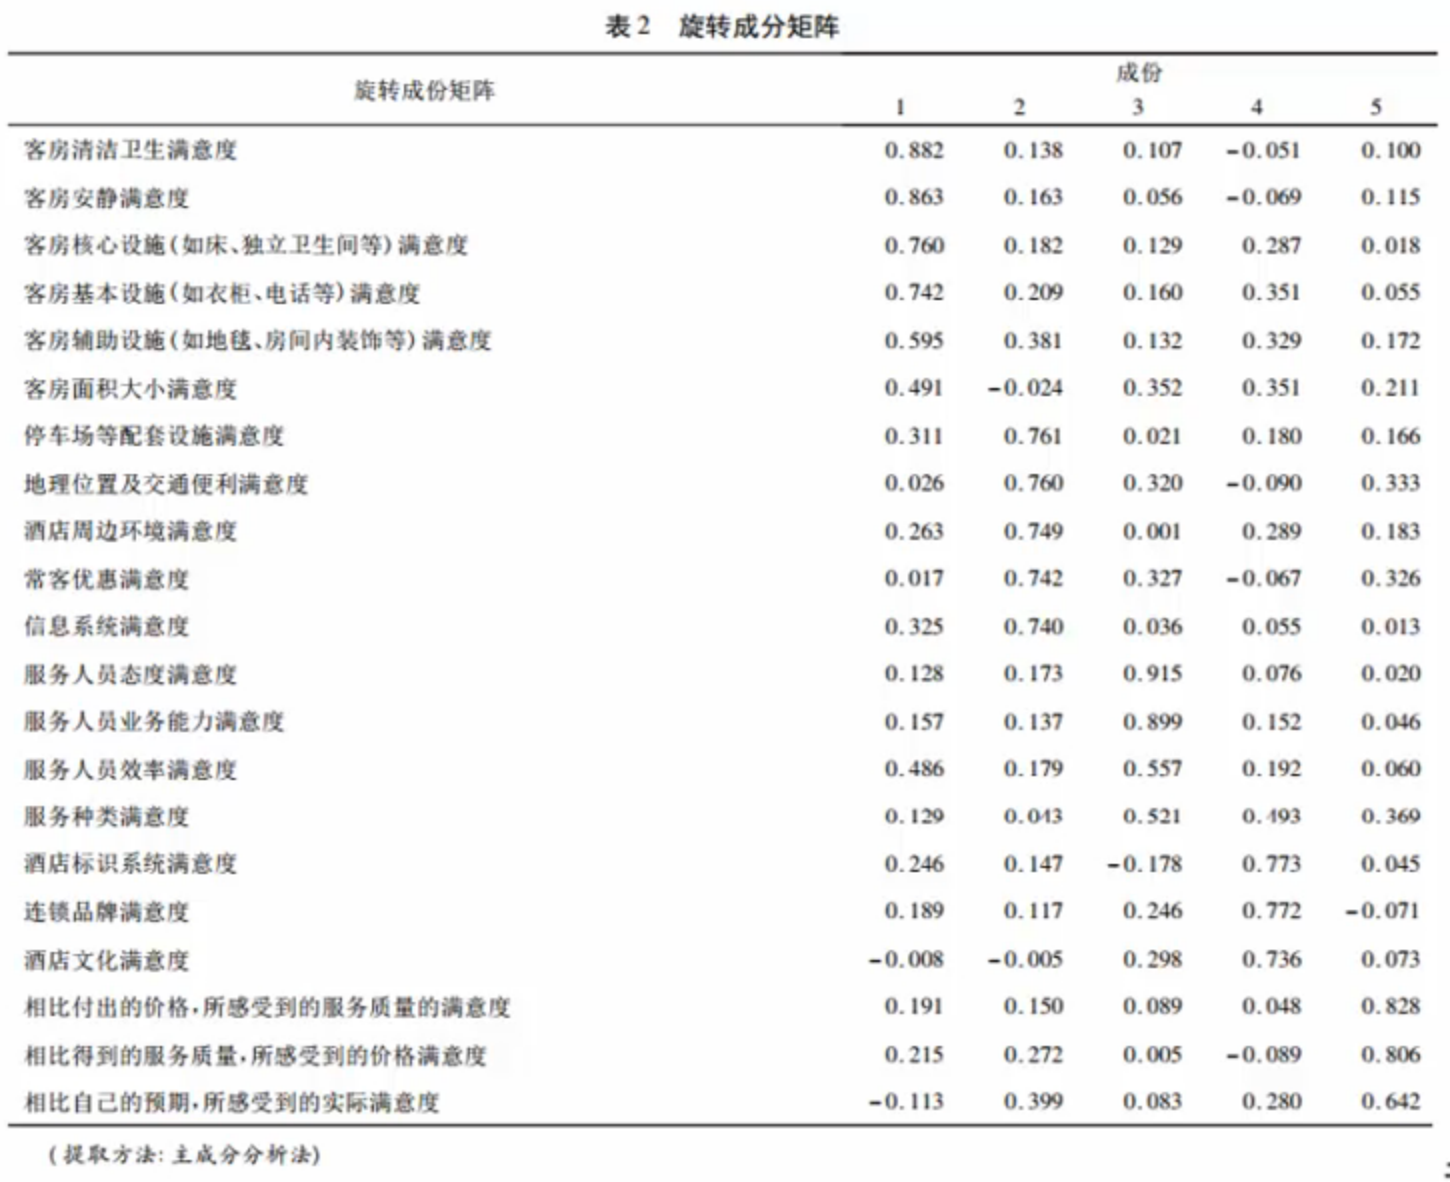 表 2 旋转成分矩阵
旋转成份矩阵 成份
1 2 3 4 5
客房清洁卫生满意度 0.882 0.138 0.107 -0.051 0.100
客房安静满意度 0.863 0.163 0.056 -0.069 0.115
客房核心设施(如床、独立卫生间等)满意度 0.760 0.182 0.129 0.287 0.018
客房基本设施(如衣柜、电话等)满意度 0.742 0.209 0.160 0.351 0.055
客房辅助设施(如地毯、房间内装饰等)满意度 0.595 0.381 0.132 0.329 0.172
客房面积大小满意度 0.491 -0.024 0.352 0.351 0.211
停车场等配套设施满意度 0.311 0.761 0.021 0.180 0.166
地理位置及交通便利满意度 0.026 0.760 0.320 -0.090 0.333
酒店周边环境满意度 0.263 0.749 0.001 0.289 0.183
常客优惠满意度 0.017 0.742 0.327 -0.067 0.326
信息系统满意度 0.325 0.740 0.036 0.055 0.013
服务人员态度满意度 0.128 0.173 0.915 0.076 0.020
服务人员业务能力满意度 0.157 0.137 0.899 0.152 0.046
服务人员效率满意度 0.486 0.179 0.557 0.192 0.060
服务种类满意度 0.129 0.043 0.521 0.493 0.369
酒店标识系统满意度 0.246 0.147 -0.178 0.773 0.045
连锁品牌满意度 0.189 0.117 0.246 0.772 -0.071
酒店文化满意度 -0.008 -0.005 0.298 0.736 0.073
相比付出的价格,所感受到的服务质量的满意度 0.191 0.150 0.089 0.048 0.828
相比得到的服务质量,所感受到的价格满意度 0.215 0.272 0.005 -0.089 0.806
相比自己的预期,所感受到的实际满意度 -0.113 0.399 0.083 0.280 0.642
(提取方法:主成分分析法)